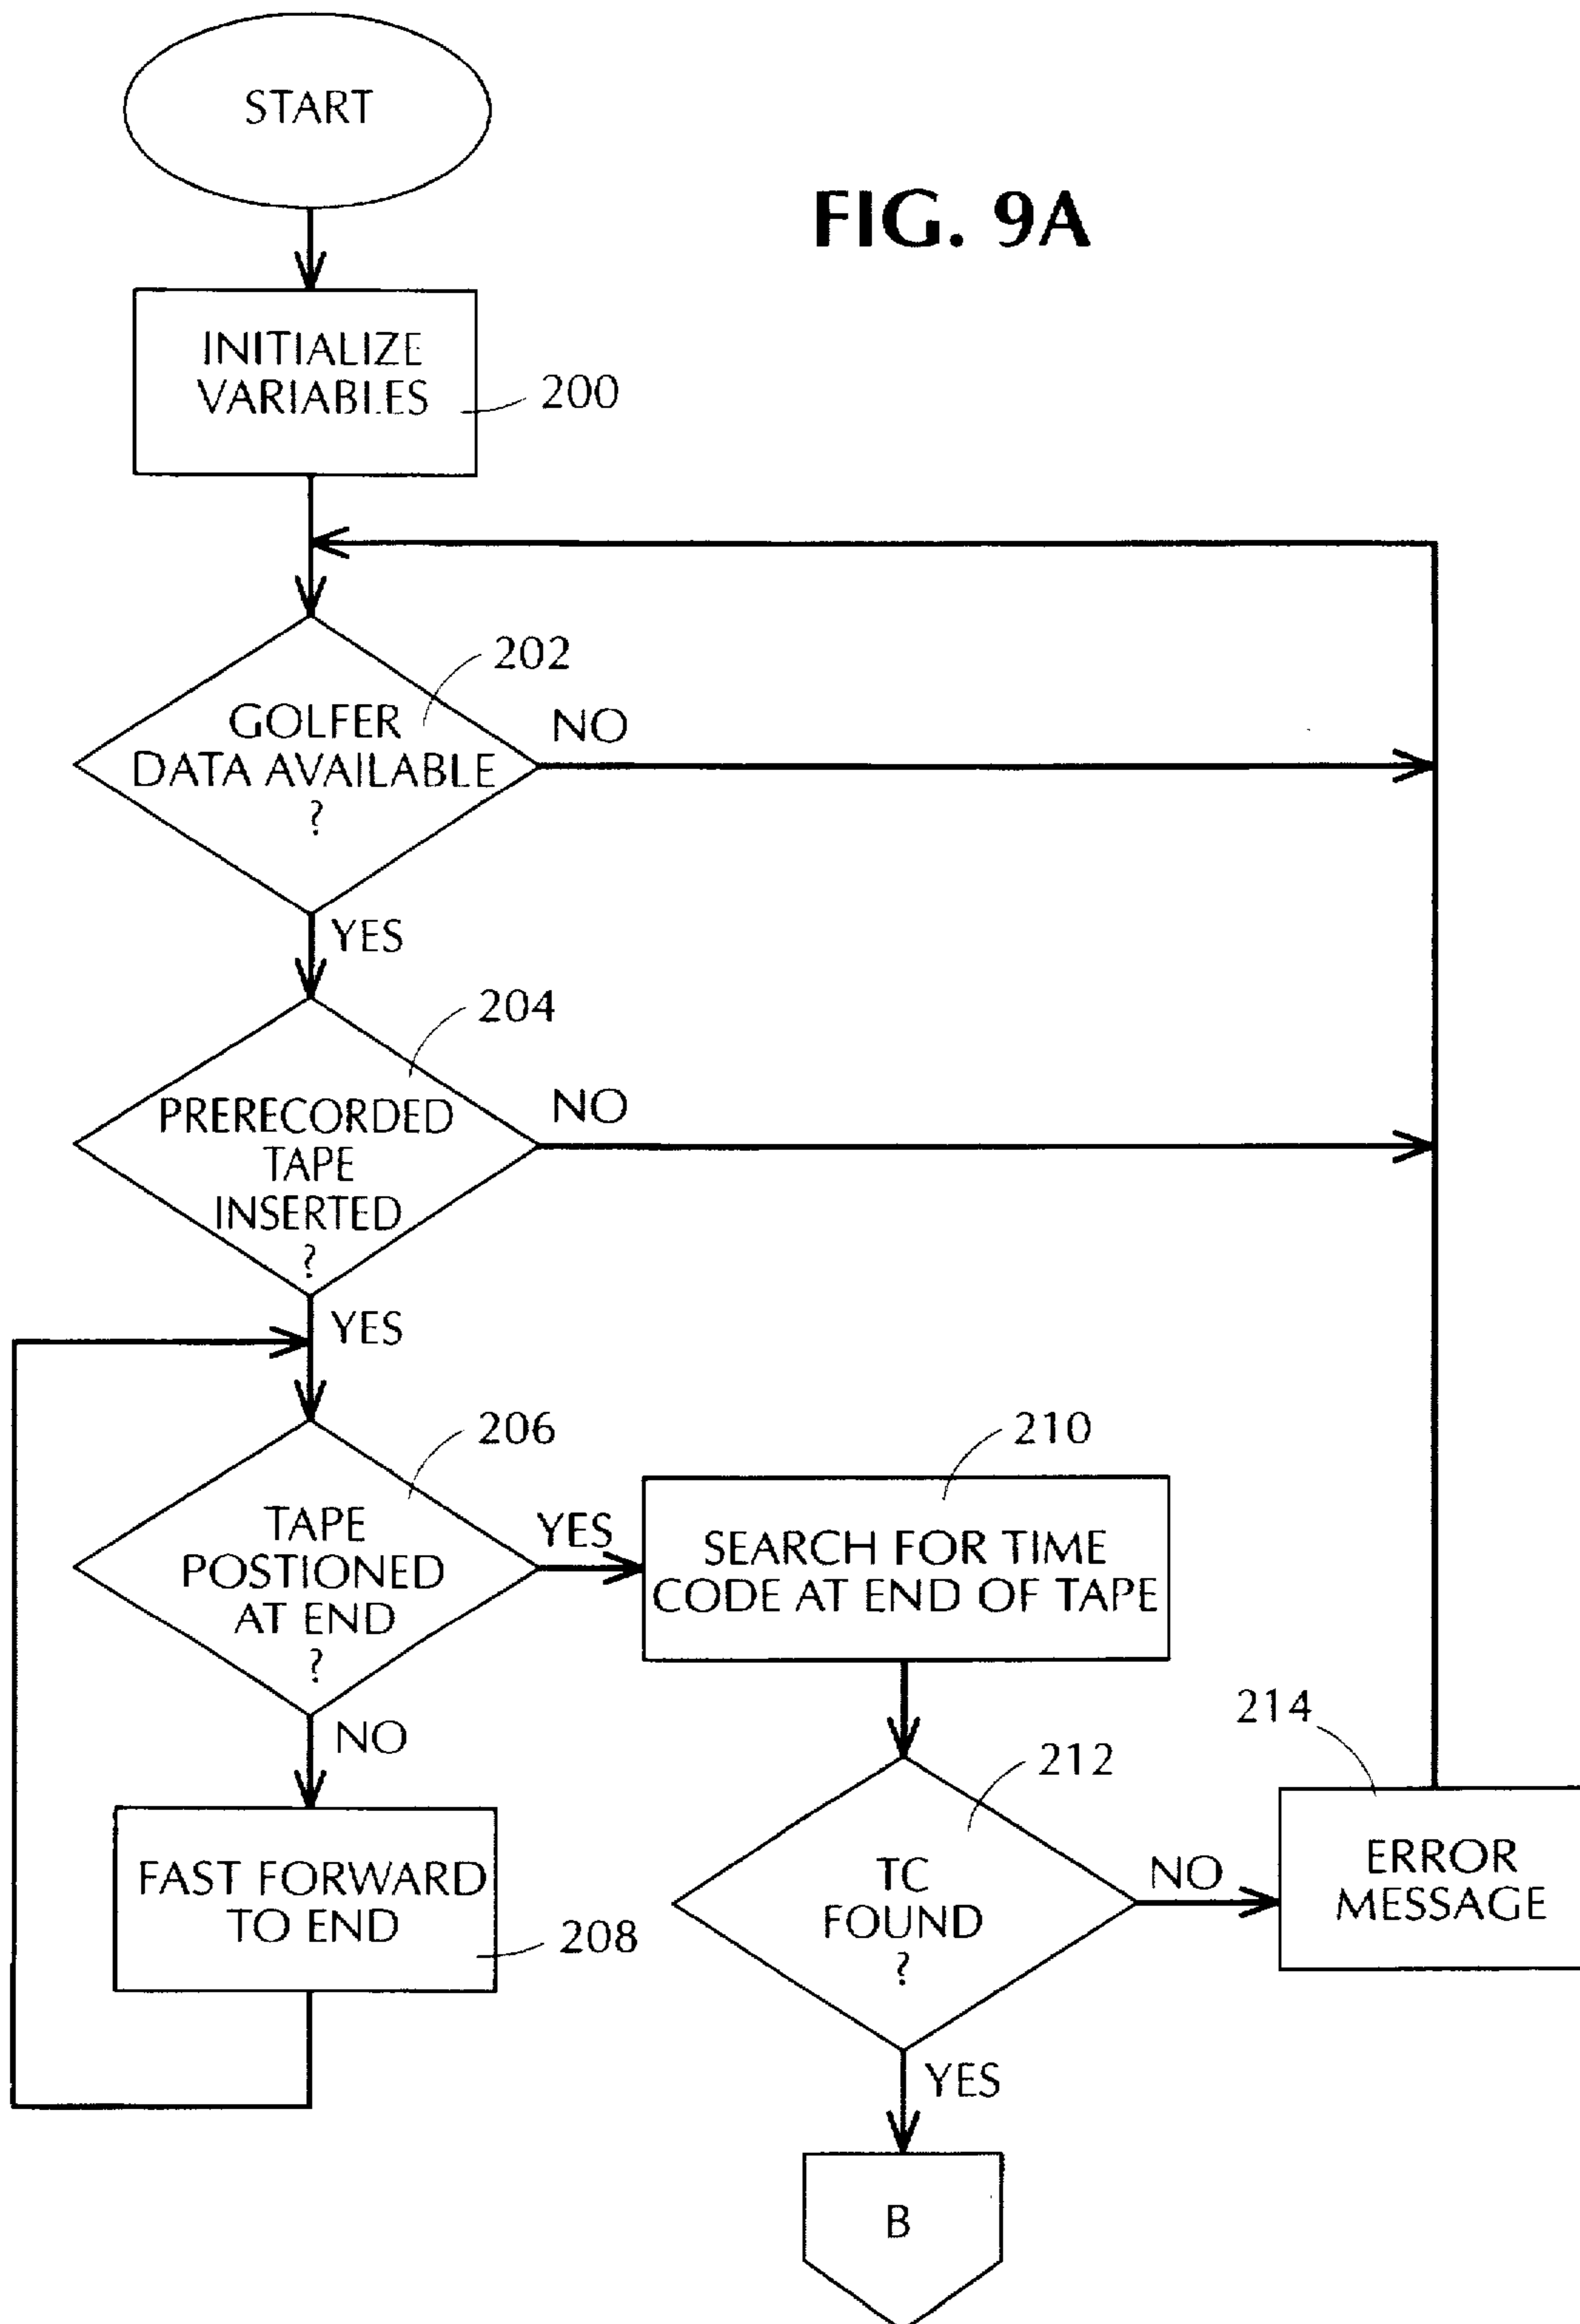 START
FIG. 9A
INITIALIZE
VARIABLES
200
202
GOLFER
DATA AVAILABLE
?
NO
YES
204
PRERECORDED
TAPE
INSERTED
?
NO
YES
206
TAPE
POSTIONED
AT END
?
YES
210
SEARCH FOR TIME
CODE AT END OF TAPE
NO
FAST FORWARD
TO END
208
212
TC
FOUND
?
NO
214
ERROR
MESSAGE
YES
B